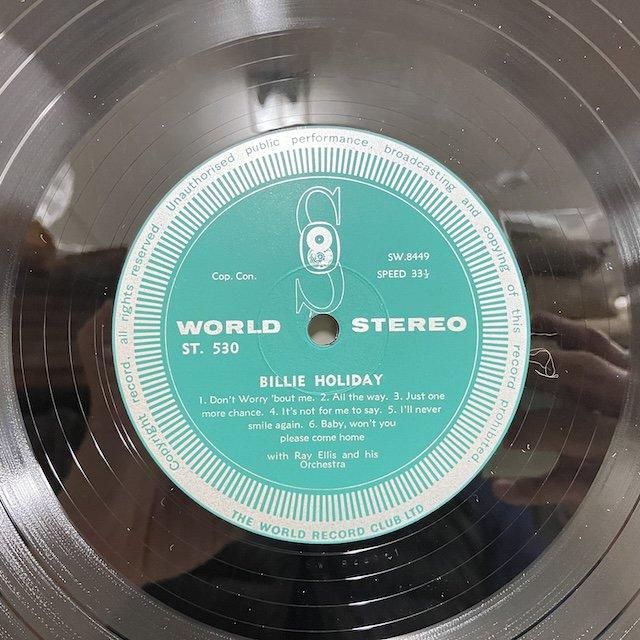 Copyright record. all rights reserved. Unauthorised public performance. broadcasting and copying of this record prohibited
SW.8449
Cop. Con.
SPEED 33⅓
WORLD STEREO
ST. 530
BILLIE HOLIDAY
1. Don't Worry 'bout me. 2. All the way. 3. Just one
more chance. 4. It's not for me to say. 5. I'll never
smile again. 6. Baby, won't you
please come home
with Ray Ellis and his
Orchestra
THE WORLD RECORD CLUB LTD